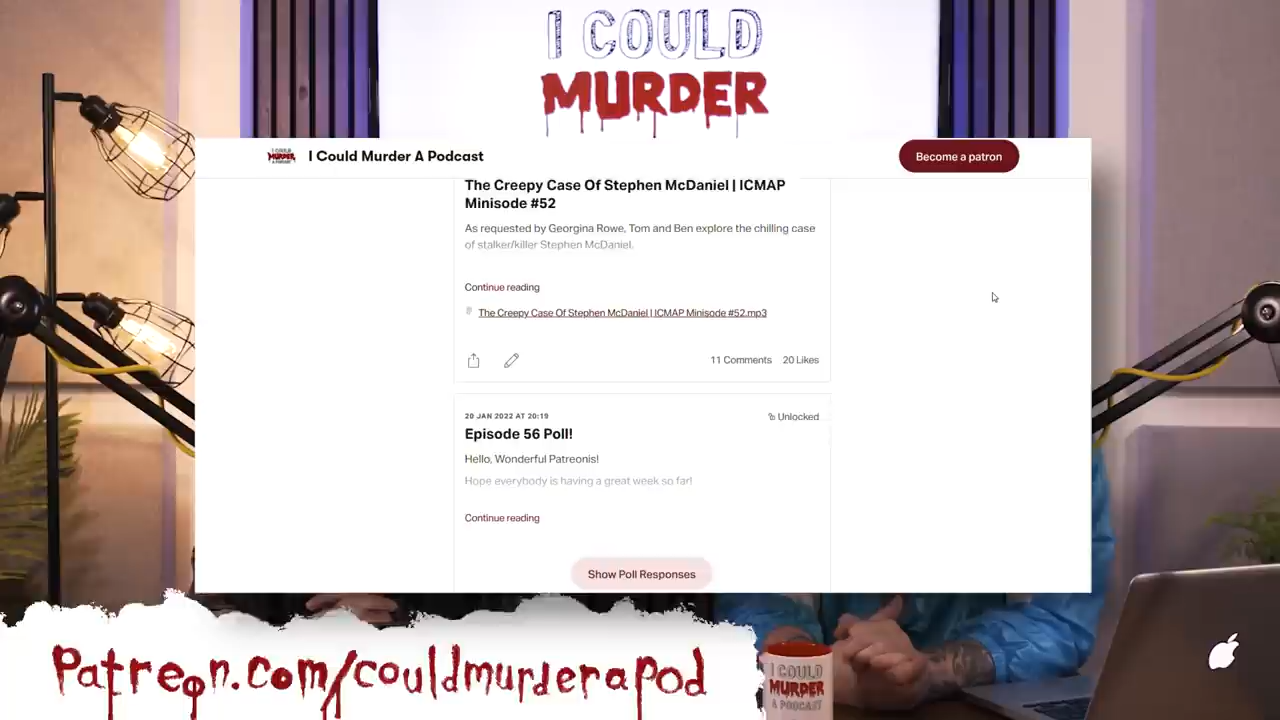 I COULD
MURDER
I Could Murder A Podcast
Become a patron
The Creepy Case Of Stephen McDaniel | ICMAP
Minisode #52
As requested by Georgina Rowe, Tom and Ben explore the chilling case
of stalker/killer Stephen McDaniel.
Continue reading
The Creepy Case Of Stephen McDaniel | ICMAP Minisode #52.mp3
11 Comments 20 Likes
20 JAN 2022 AT 20:19
Unlocked
Episode 56 Poll!
Hello, Wonderful Patreonis!
Hope everybody is having a great week so far!
Continue reading
Show Poll Responses
Patreon.com/couldmurderapod
I COULD
MURDER
A PODCAST